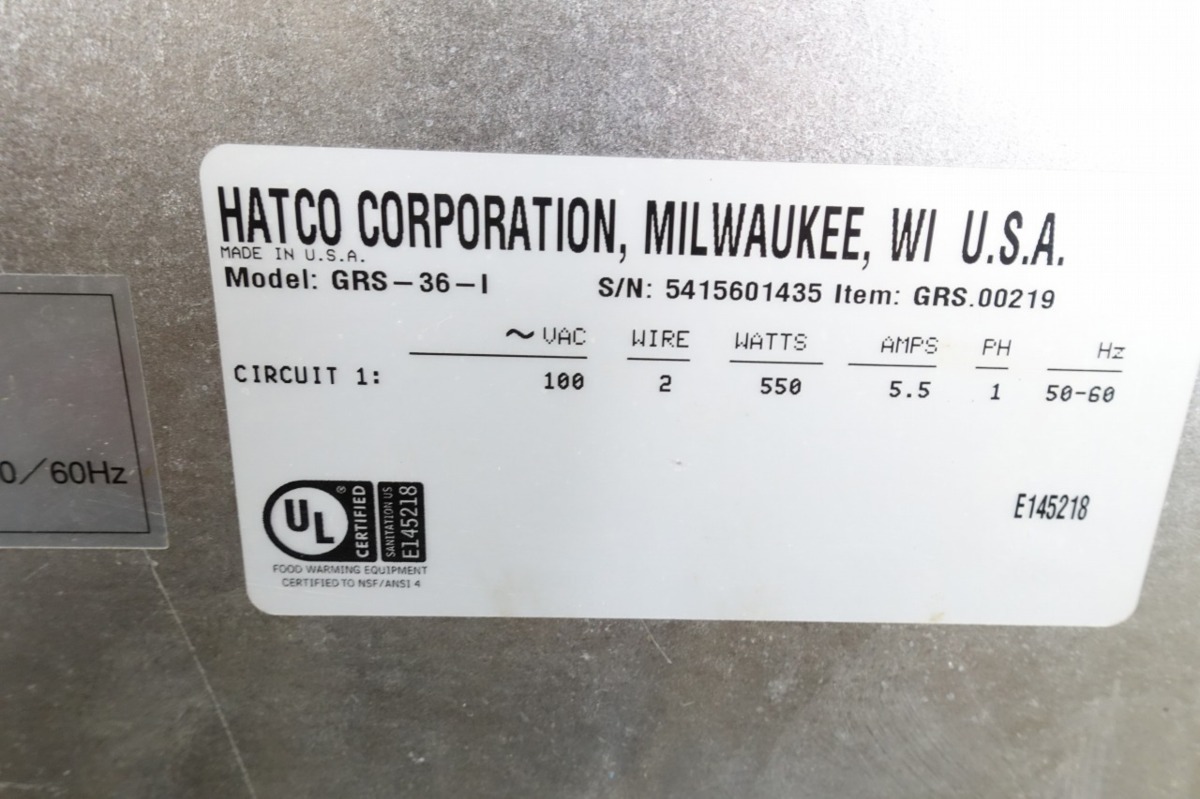 HATCO CORPORATION, MILWAUKEE, WI U.S.A.
MADE IN U.S.A.
Model: GRS-36-I S/N: 5415601435 Item: GRS.00219
~VAC WIRE WATTS AMPS PH Hz
CIRCUIT 1: 100 2 550 5.5 1 50-60
0/60Hz
UL® CERTIFIED SANITATION US E145218
E145218
FOOD WARMING EQUIPMENT
CERTIFIED TO NSF/ANSI 4